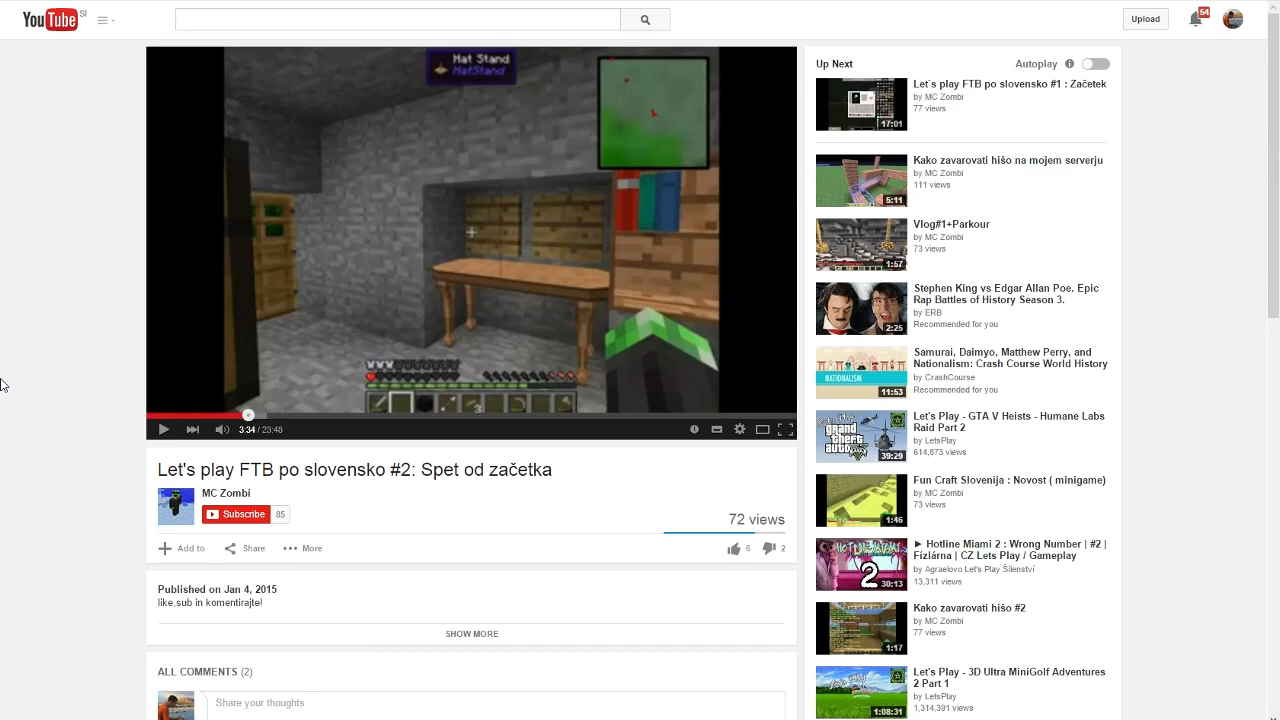 YouTube SI
Upload
54
Hat Stand
HatStand
3
3:34 / 23:48
Let's play FTB po slovensko #2: Spet od začetka
MC Zombi
Subscribe 85
72 views
Add to Share More
6 2
Published on Jan 4, 2015
like,sub in komentirajte!
SHOW MORE
ALL COMMENTS (2)
Share your thoughts
Up Next
Autoplay
17:01
Let`s play FTB po slovensko #1 : Začetek
by MC Zombi
77 views
5:11
Kako zavarovati hišo na mojem serverju
by MC Zombi
111 views
1:57
Vlog#1+Parkour
by MC Zombi
73 views
2:25
Stephen King vs Edgar Allan Poe. Epic
Rap Battles of History Season 3.
by ERB
Recommended for you
NATIONALISM
11:53
Samurai, Daimyo, Matthew Perry, and
Nationalism: Crash Course World History
by CrashCourse
Recommended for you
grand
theft
auto
39:29
Let's Play - GTA V Heists - Humane Labs
Raid Part 2
by LetsPlay
614,873 views
1:46
Fun Craft Slovenija : Novost ( minigame)
by MC Zombi
73 views
HOTLINE MIAMI
2
30:13
► Hotline Miami 2 : Wrong Number | #2 |
Fízlárna | CZ Lets Play / Gameplay
by Agraelovo Let's Play Šílenství
13,311 views
1:17
Kako zavarovati hišo #2
by MC Zombi
77 views
1:08:31
Let's Play - 3D Ultra MiniGolf Adventures
2 Part 1
by LetsPlay
1,314,391 views